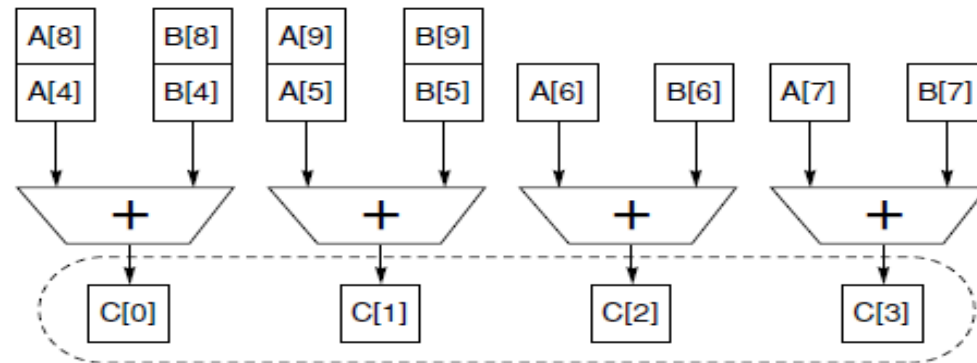 A[8] B[8] A[9] B[9]
A[4] B[4] A[5] B[5] A[6] B[6] A[7] B[7]
+ + + +
C[0] C[1] C[2] C[3]